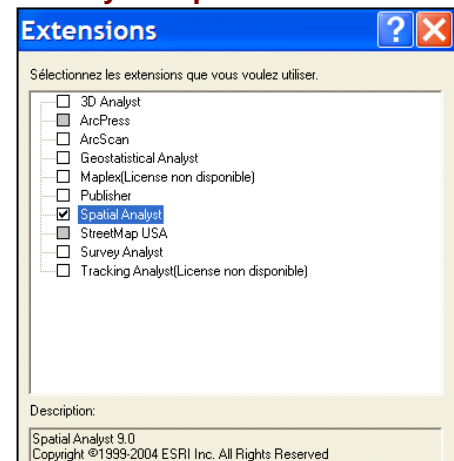 Extensions
Sélectionnez les extensions que vous voulez utiliser.
3D Analyst
ArcPress
ArcScan
Geostatistical Analyst
Maplex(License non disponible)
Publisher
Spatial Analyst
StreetMap USA
Survey Analyst
Tracking Analyst(License non disponible)
Description:
Spatial Analyst 9.0
Copyright ©1999-2004 ESRI Inc. All Rights Reserved